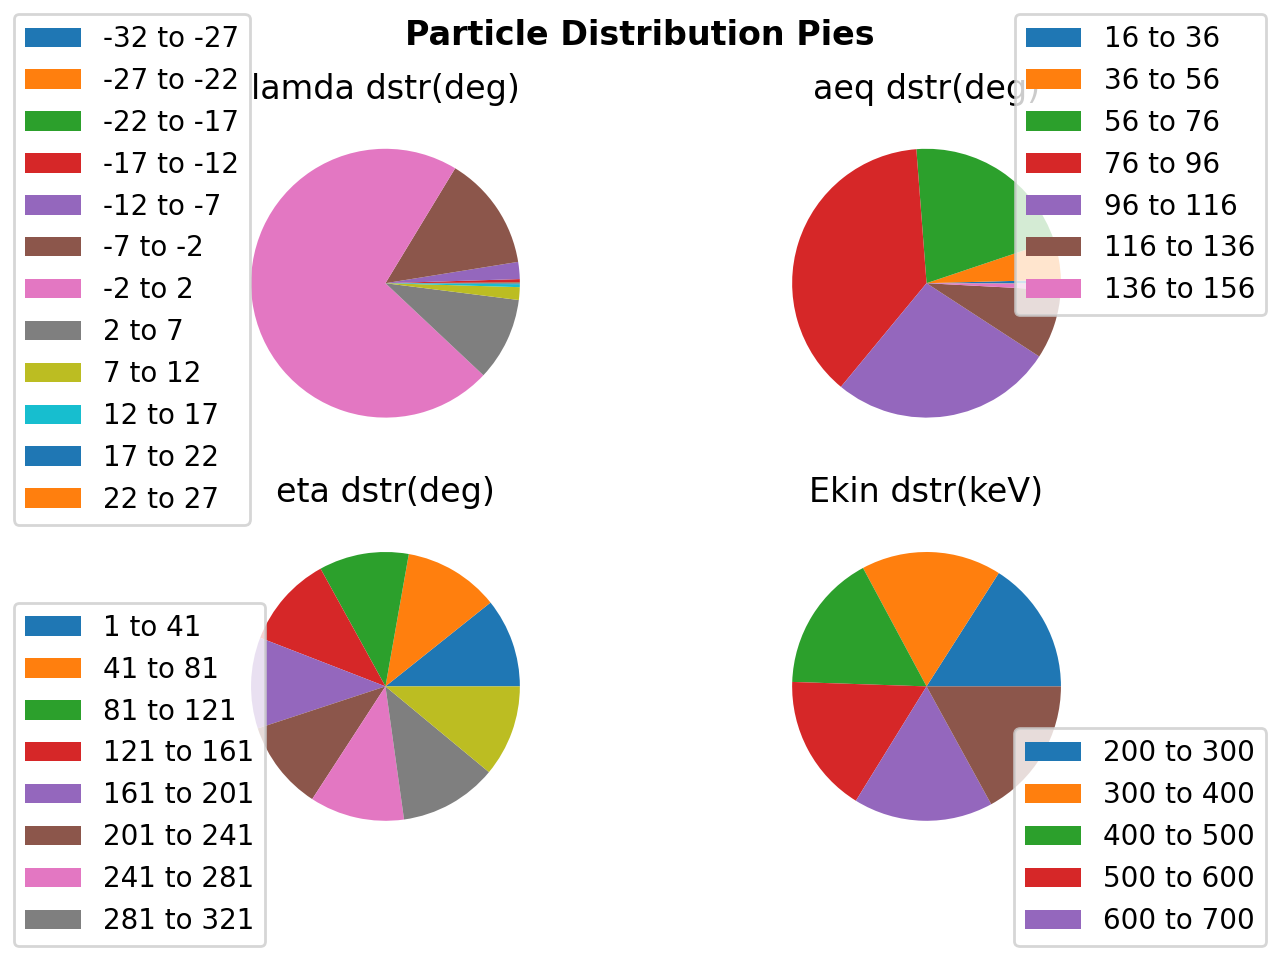 Particle Distribution Pies
lamda dstr(deg)
-32 to -27
-27 to -22
-22 to -17
-17 to -12
-12 to -7
-7 to -2
-2 to 2
2 to 7
7 to 12
12 to 17
17 to 22
22 to 27
aeq dstr(deg)
16 to 36
36 to 56
56 to 76
76 to 96
96 to 116
116 to 136
136 to 156
eta dstr(deg)
1 to 41
41 to 81
81 to 121
121 to 161
161 to 201
201 to 241
241 to 281
281 to 321
Ekin dstr(keV)
200 to 300
300 to 400
400 to 500
500 to 600
600 to 700